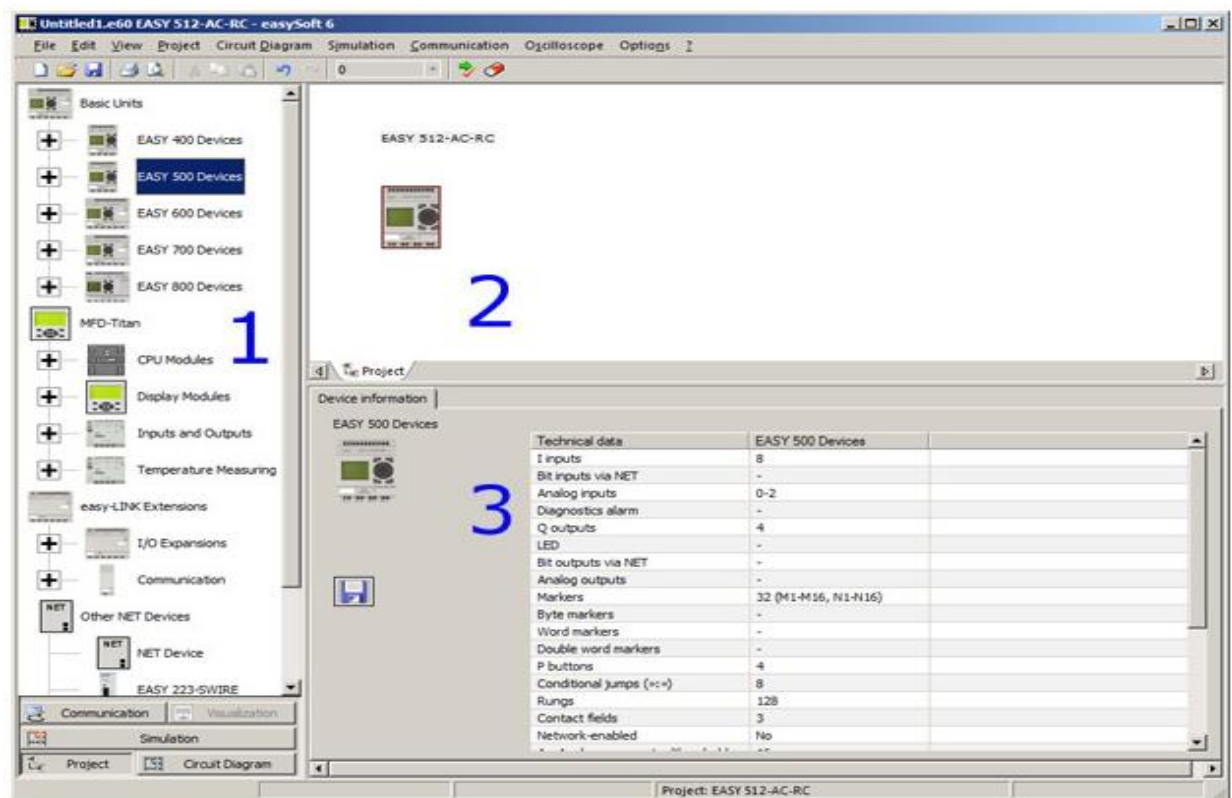 Untitled1.e60 EASY 512-AC-RC - easySoft 6
File Edit View Project Circuit Diagram Simulation Communication Oscilloscope Options ?
0
Basic Units
EASY 400 Devices
EASY 500 Devices
EASY 600 Devices
EASY 700 Devices
EASY 800 Devices
MFD-Titan
CPU Modules
Display Modules
Inputs and Outputs
Temperature Measuring
easy-LINK Extensions
I/O Expansions
Communication
NET
Other NET Devices
NET
NET Device
EASY 223-SWIRE
1
Communication Visualization
Simulation
Project Circuit Diagram
EASY 512-AC-RC
2
Project
Device information
EASY 500 Devices
3
Technical data EASY 500 Devices
I inputs 8
Bit inputs via NET -
Analog inputs 0-2
Diagnostics alarm -
Q outputs 4
LED -
Bit outputs via NET -
Analog outputs -
Markers 32 (M1-M16, N1-N16)
Byte markers -
Word markers -
Double word markers -
P buttons 4
Conditional jumps (»:«) 8
Rungs 128
Contact fields 3
Network-enabled No
Project: EASY 512-AC-RC